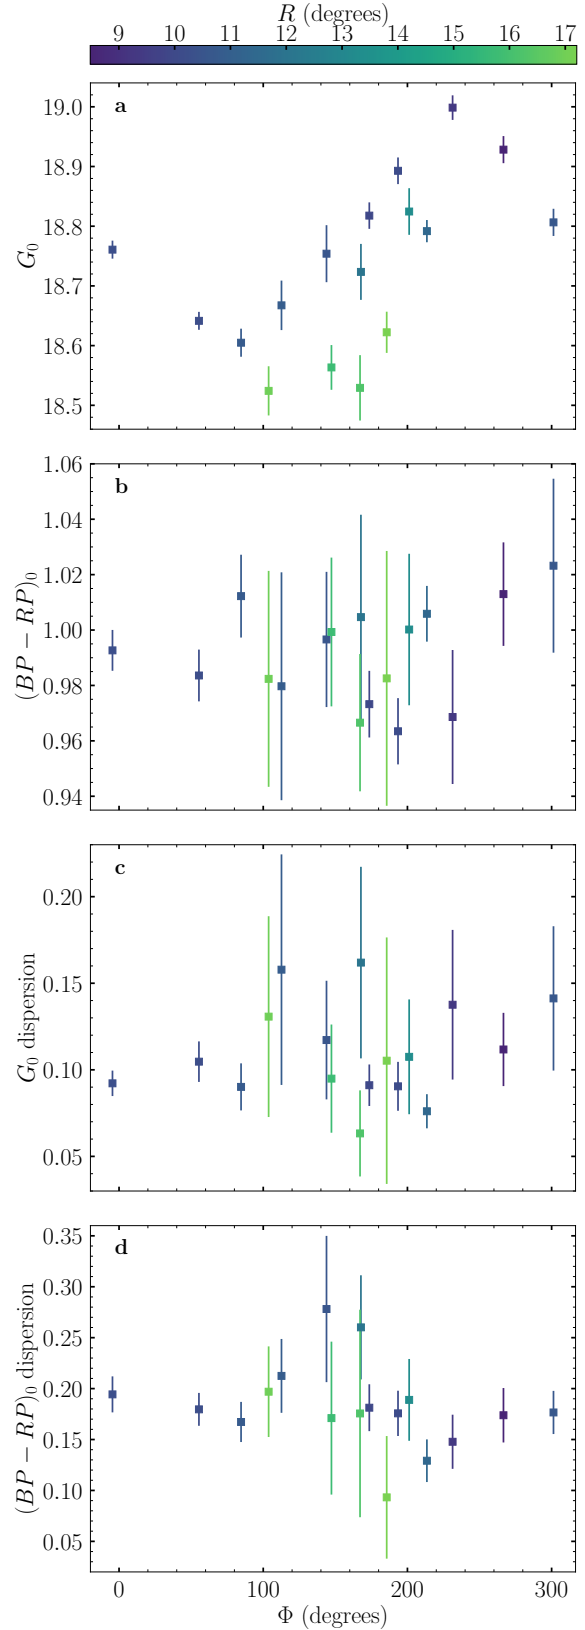 R (degrees)
9 10 11 12 13 14 15 16 17
a
19.0
18.9
18.8
18.7
18.6
18.5
G₀
b
1.06
1.04
1.02
1.00
0.98
0.96
0.94
(BP − RP)₀
c
0.20
0.15
0.10
0.05
G₀ dispersion
d
0.35
0.30
0.25
0.20
0.15
0.10
0.05
(BP − RP)₀ dispersion
0 100 200 300
Φ (degrees)